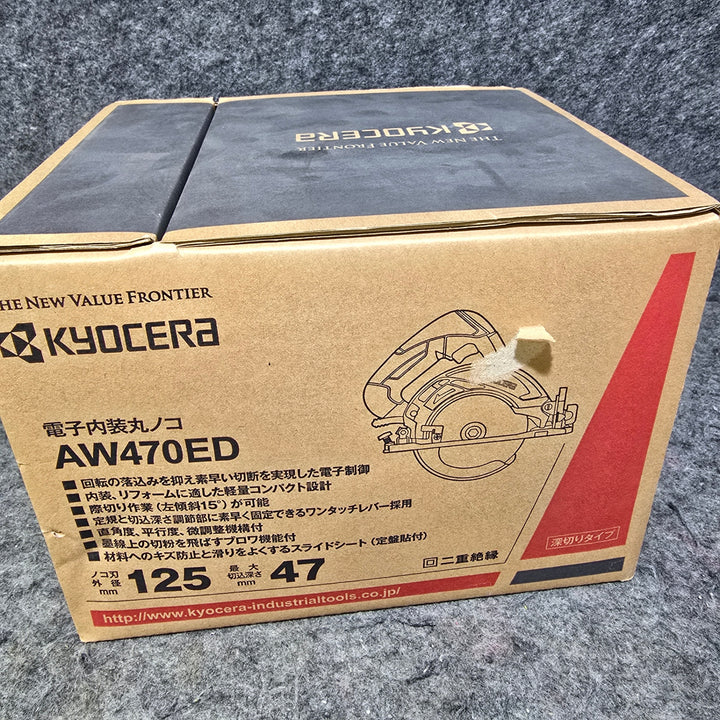 THE NEW VALUE FRONTIER
KYOCERA
THE NEW VALUE FRONTIER
KYOCERA
電子内装丸ノコ
AW470ED
■回転の落込みを抑え素早い切断を実現した電子制御
■内装、リフォームに適した軽量コンパクト設計
■際切り作業(左傾斜15°)が可能
■定規と切込深さ調節部に素早く固定できるワンタッチレバー採用
■直角度、平行度、微調整機構付
■墨線上の切粉を飛ばすブロワ機能付
■材料へのキズ防止と滑りをよくするスライドシート(定盤貼付)
ノコ刃外径mm 125 最大切込深さmm 47
回二重絶縁
深切りタイプ
http://www.kyocera-industrialtools.co.jp/